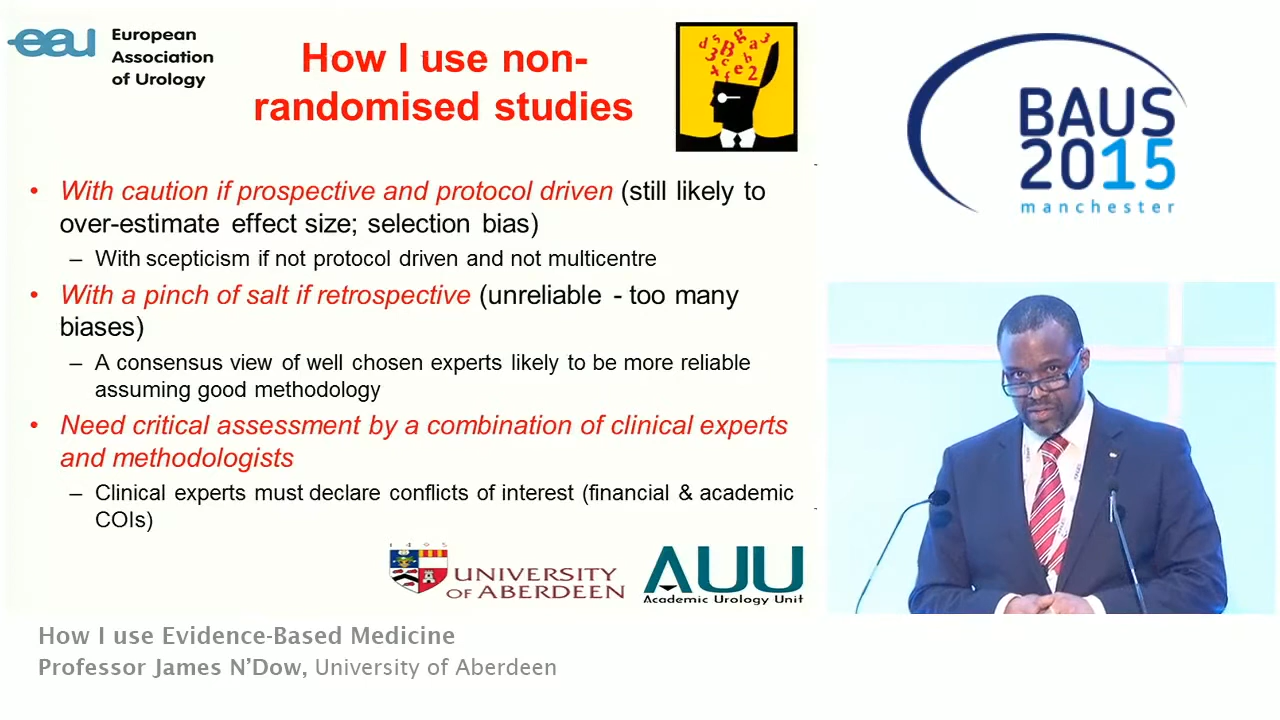 eau
European
Association
of Urology
How I use non-
randomised studies
• With caution if prospective and protocol driven (still likely to
over-estimate effect size; selection bias)
– With scepticism if not protocol driven and not multicentre
• With a pinch of salt if retrospective (unreliable - too many
biases)
– A consensus view of well chosen experts likely to be more reliable
assuming good methodology
• Need critical assessment by a combination of clinical experts
and methodologists
– Clinical experts must declare conflicts of interest (financial & academic
COIs)
1495
UNIVERSITY
OF ABERDEEN
AUU
Academic Urology Unit
BAUS
2015
manchester
How I use Evidence-Based Medicine
Professor James N’Dow, University of Aberdeen